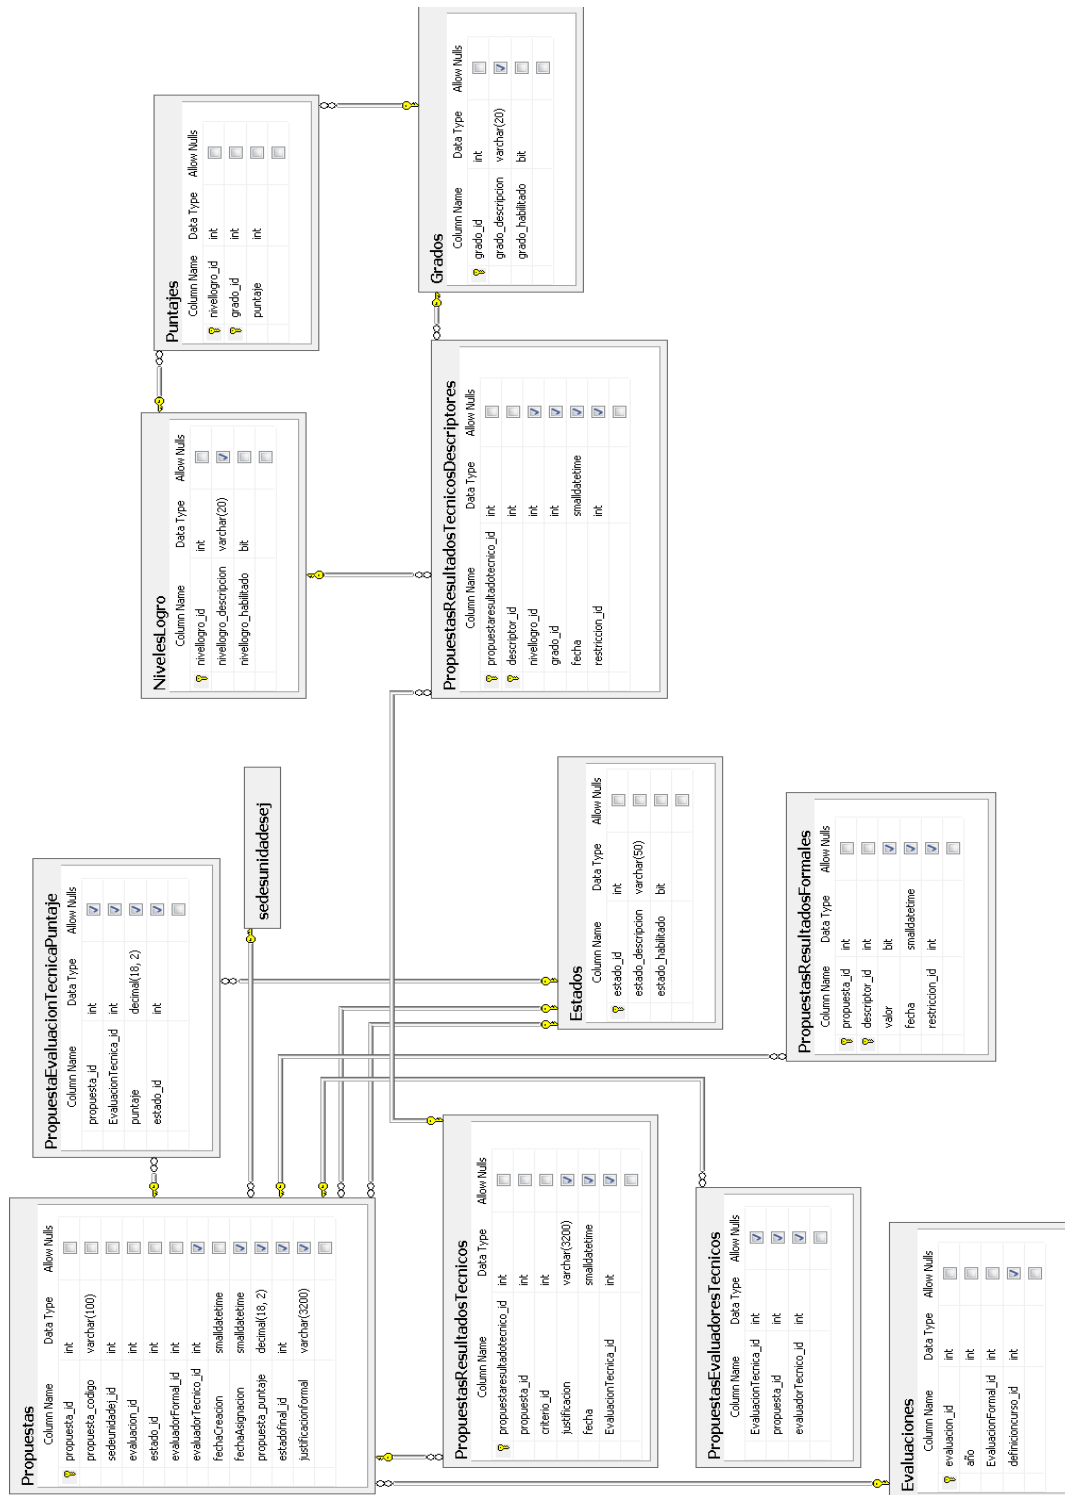 Propuestas
Column Name Data Type Allow Nulls
propuesta_id int
propuesta_codigo varchar(100)
sedeunidadej_id int
evaluacion_id int
estado_id int
evaluadorFormal_id int
evaluadorTecnico_id int
fechaCreacion smalldatetime
fechaAsignacion smalldatetime
propuesta_puntaje decimal(18, 2)
estadofinal_id int
justificacionformal varchar(3200)
PropuestaEvaluacionTecnicaPuntaje
Column Name Data Type Allow Nulls
propuesta_id int
EvaluacionTecnica_id int
puntaje decimal(18, 2)
estado_id int
sedesunidadesej
NivelesLogro
Column Name Data Type Allow Nulls
nivellogro_id int
nivellogro_descripcion varchar(20)
nivellogro_habilitado bit
Puntajes
Column Name Data Type Allow Nulls
nivellogro_id int
grado_id int
puntaje int
Grados
Column Name Data Type Allow Nulls
grado_id int
grado_descripcion varchar(20)
grado_habilitado bit
PropuestasResultadosTecnicosDescriptores
Column Name Data Type Allow Nulls
propuestaresultadotecnico_id int
descriptor_id int
nivellogro_id int
grado_id int
fecha smalldatetime
restriccion_id int
Estados
Column Name Data Type Allow Nulls
estado_id int
estado_descripcion varchar(50)
estado_habilitado bit
PropuestasResultadosTecnicos
Column Name Data Type Allow Nulls
propuestaresultadotecnico_id int
propuesta_id int
criterio_id int
justificacion varchar(3200)
fecha smalldatetime
EvaluacionTecnica_id int
PropuestasEvaluadoresTecnicos
Column Name Data Type Allow Nulls
EvaluacionTecnica_id int
propuesta_id int
evaluadorTecnico_id int
PropuestasResultadosFormales
Column Name Data Type Allow Nulls
propuesta_id int
descriptor_id int
valor bit
fecha smalldatetime
restriccion_id int
Evaluaciones
Column Name Data Type Allow Nulls
evaluacion_id int
año int
EvaluacionFormal_id int
definicioncurso_id int